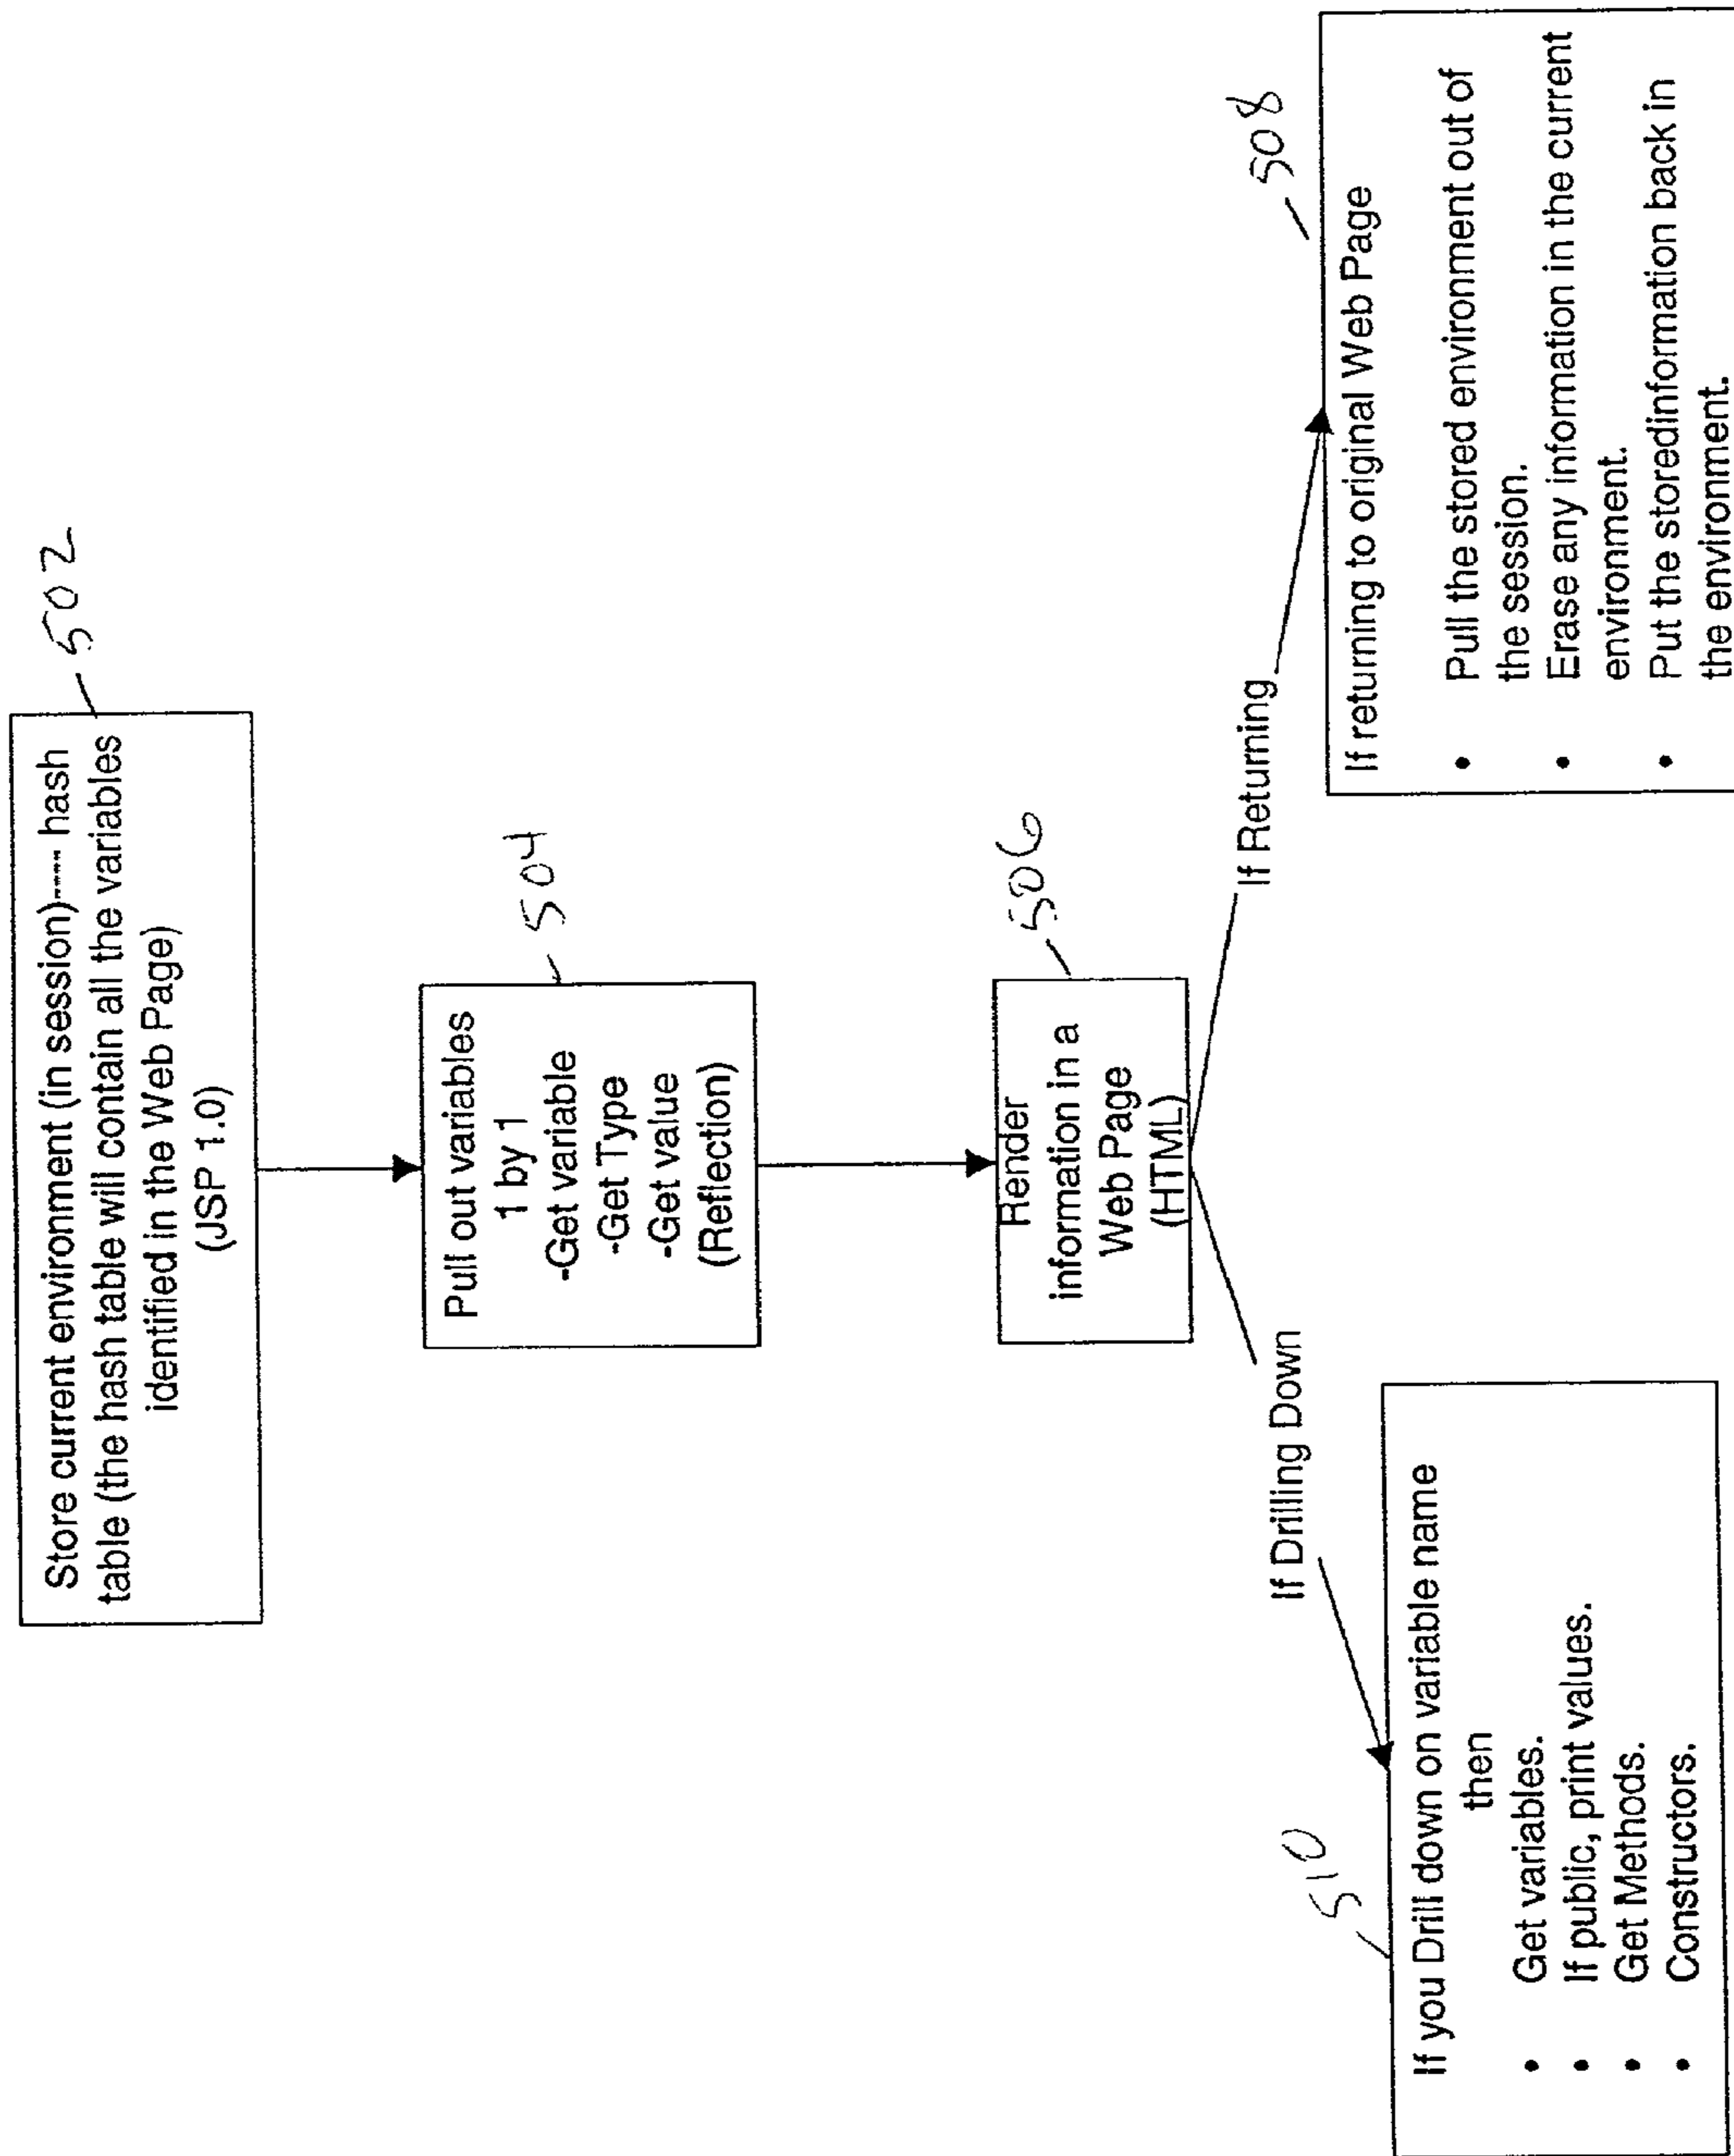 Store current environment (in session)---- hash
table (the hash table will contain all the variables
identified in the Web Page)
(JSP 1.0)
502
Pull out variables
1 by 1
-Get variable
-Get Type
-Get value
(Reflection)
504
Render
information in a
Web Page
(HTML)
506
If Drilling Down
If Returning
510
If you Drill down on variable name
then
• Get variables.
• If public, print values.
• Get Methods.
• Constructors.
508
If returning to original Web Page
• Pull the stored environment out of
the session.
• Erase any information in the current
environment.
• Put the storedinformation back in
the environment.